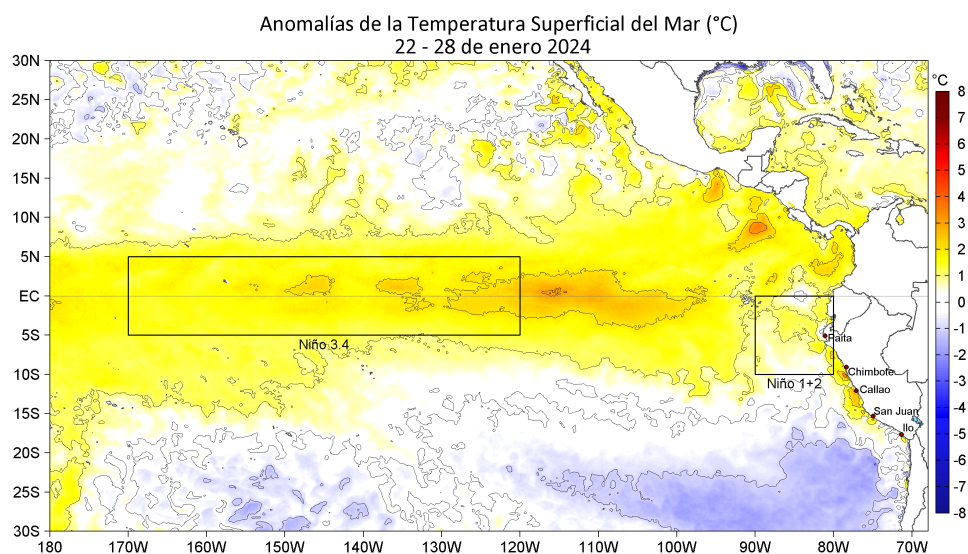 Anomalías de la Temperatura Superficial del Mar (°C)
22 - 28 de enero 2024
30N
25N
20N
15N
10N
5N
EC
5S
10S
15S
20S
25S
30S
180 170W 160W 150W 140W 130W 120W 110W 100W 90W 80W 70W
Niño 3.4
Niño 1+2
Paita
Chimbote
Callao
San Juan
Ilo
°C
8
7
6
5
4
3
2
1
0
-1
-2
-3
-4
-5
-6
-7
-8